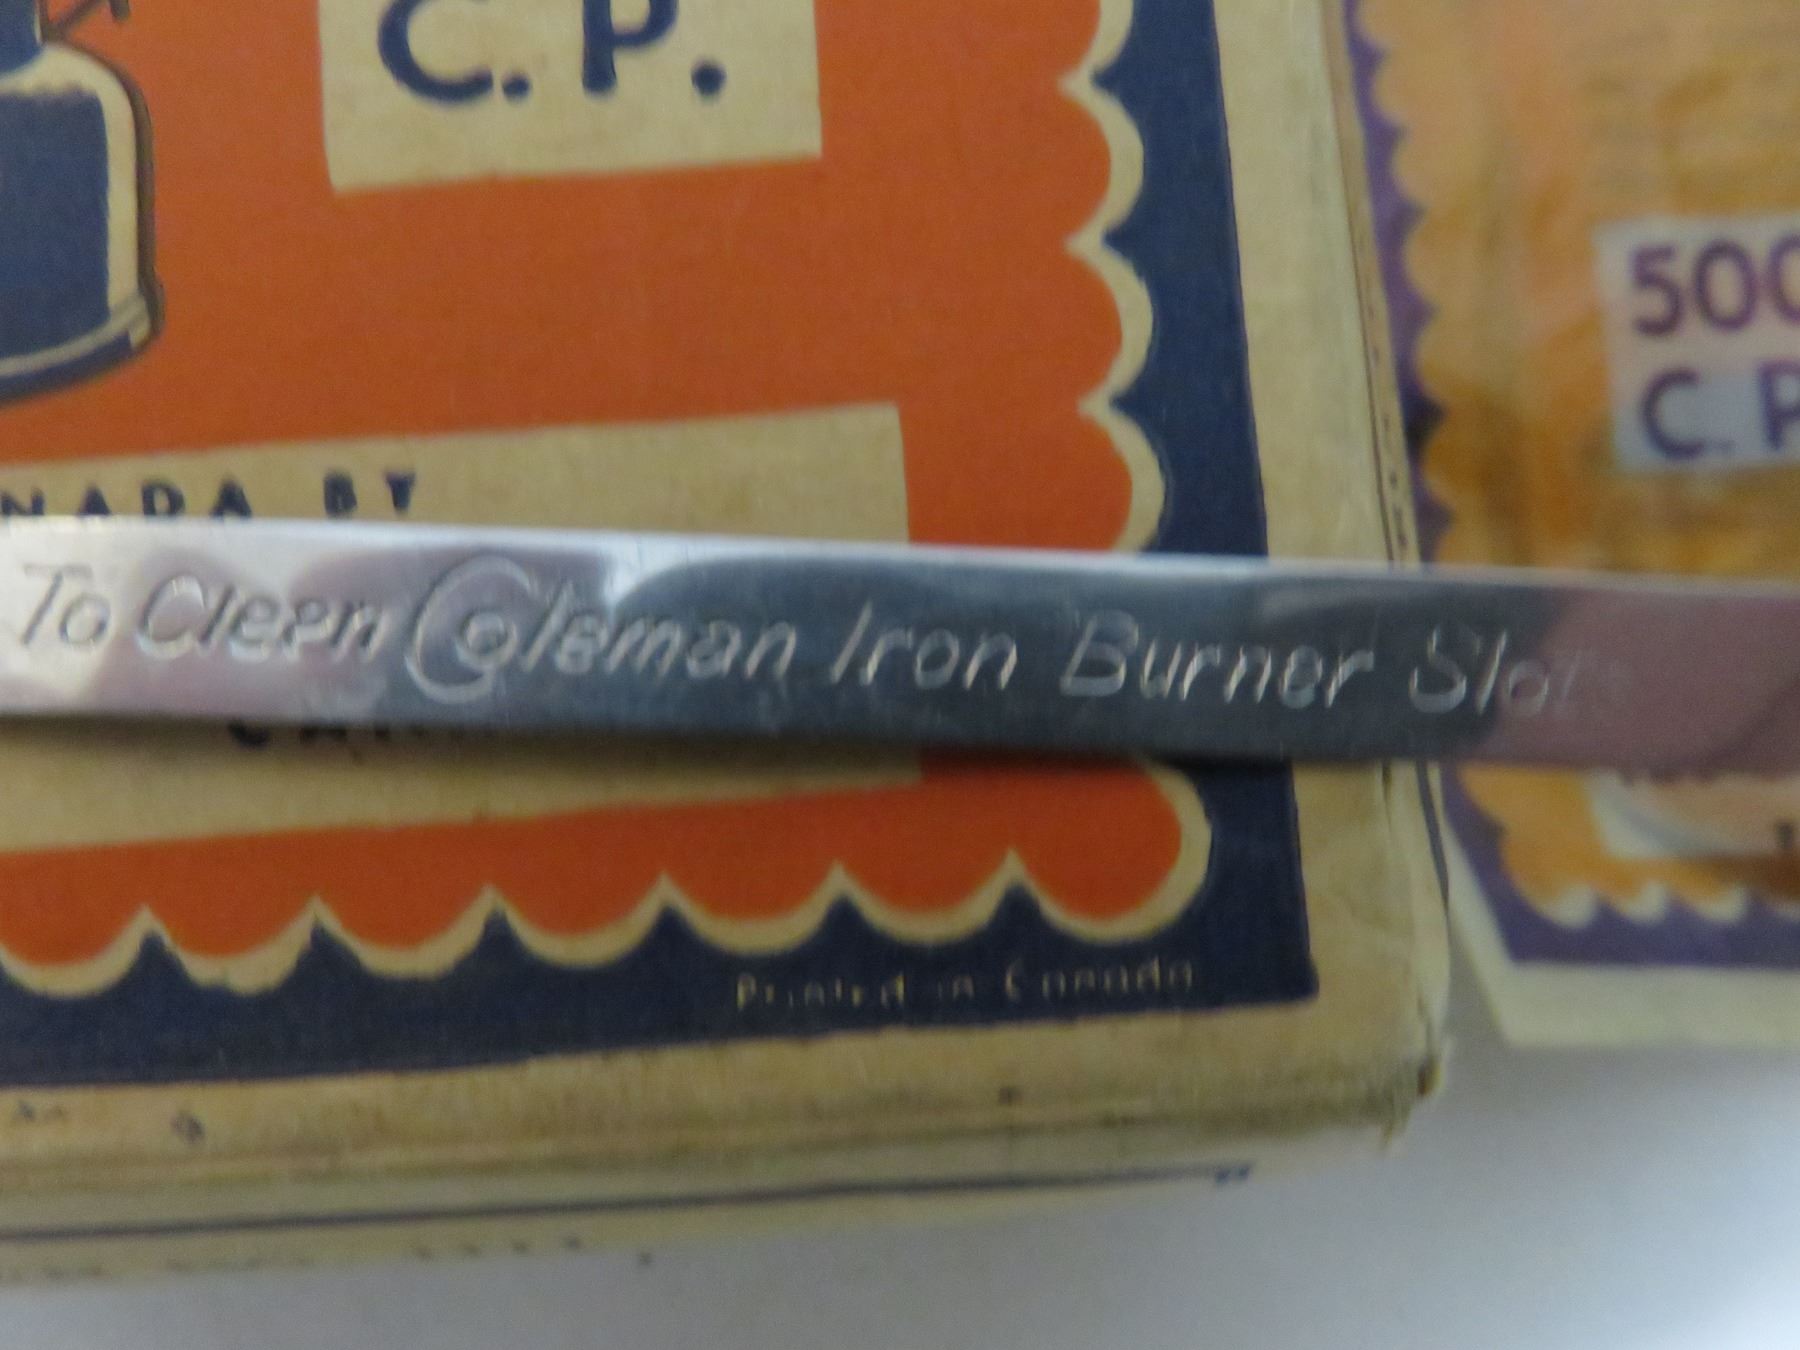 C.P.
500
C.P
NADA BY
To Clean Coleman Iron Burner Slots
Printed in Canada